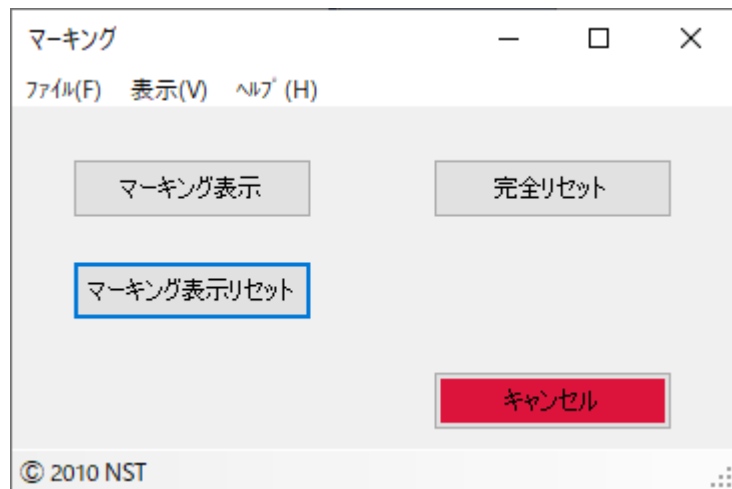 マーキング
ﾌｧｲﾙ(F) 表示(V) ﾍﾙﾌﾟ(H)
マーキング表示 完全リセット
マーキング表示リセット
キャンセル
© 2010 NST